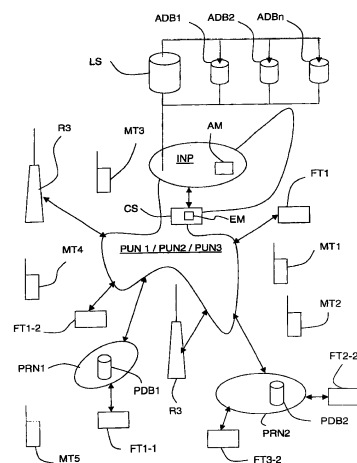 ADB1
ADB2
ADBn
LS
MT3
AM
R3
INP
FT1
CS
EM
PUN 1 / PUN2 / PUN3
MT4
MT1
FT1-2
MT2
PRN1
PDB1
R3
FT2-2
PRN2
PDB2
MT5
FT1-1
FT3-2